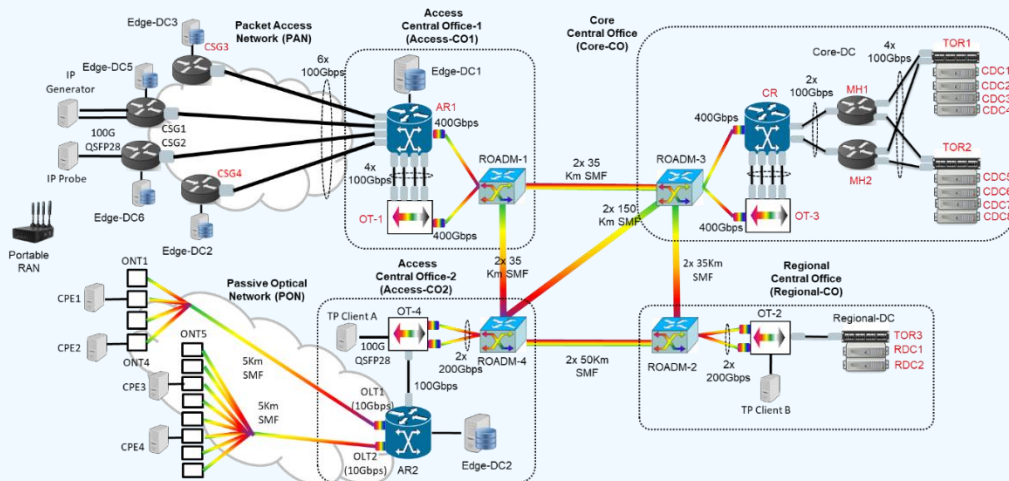 Edge-DC3
Packet Access
Network (PAN)
CSG3
Edge-DC5
IP
Generator
100G
QSFP28
CSG1
CSG2
IP Probe
CSG4
Edge-DC6
Edge-DC2
6x
100Gbps
Access
Central Office-1
(Access-CO1)
Edge-DC1
AR1
400Gbps
4x
100Gbps
OT-1
400Gbps
ROADM-1
2x 35
Km SMF
2x 150
Km SMF
2x 35
Km SMF
Core
Central Office
(Core-CO)
ROADM-3
CR
400Gbps
400Gbps
OT-3
2x
100Gbps
Core-DC
MH1
MH2
4x
100Gbps
TOR1
CDC1
CDC2
CDC3
CDC4
TOR2
CDC5
CDC6
CDC7
CDC8
Portable
RAN
ONT1
CPE1
CPE2
ONT4
Passive Optical
Network (PON)
ONT5
CPE3
CPE4
5Km
SMF
5Km
SMF
Access
Central Office-2
(Access-CO2)
OT-4
TP Client A
100G
QSFP28
2x
200Gbps
ROADM-4
100Gbps
OLT1
(10Gbps)
OLT2
(10Gbps)
AR2
Edge-DC2
2x 50Km
SMF
2x 35Km
SMF
ROADM-2
Regional
Central Office
(Regional-CO)
OT-2
2x
200Gbps
TP Client B
Regional-DC
TOR3
RDC1
RDC2